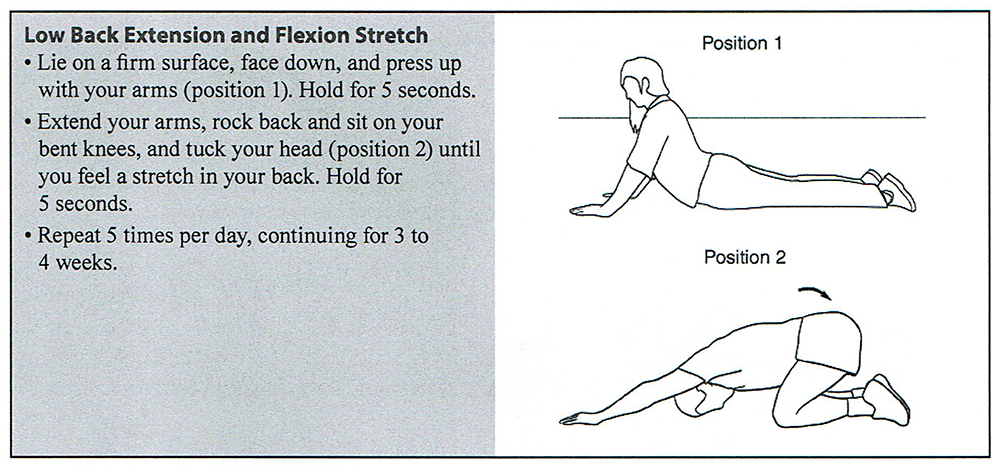 Low Back Extension and Flexion Stretch
• Lie on a firm surface, face down, and press up
with your arms (position 1). Hold for 5 seconds.
• Extend your arms, rock back and sit on your
bent knees, and tuck your head (position 2) until
you feel a stretch in your back. Hold for
5 seconds.
• Repeat 5 times per day, continuing for 3 to
4 weeks.
Position 1
Position 2